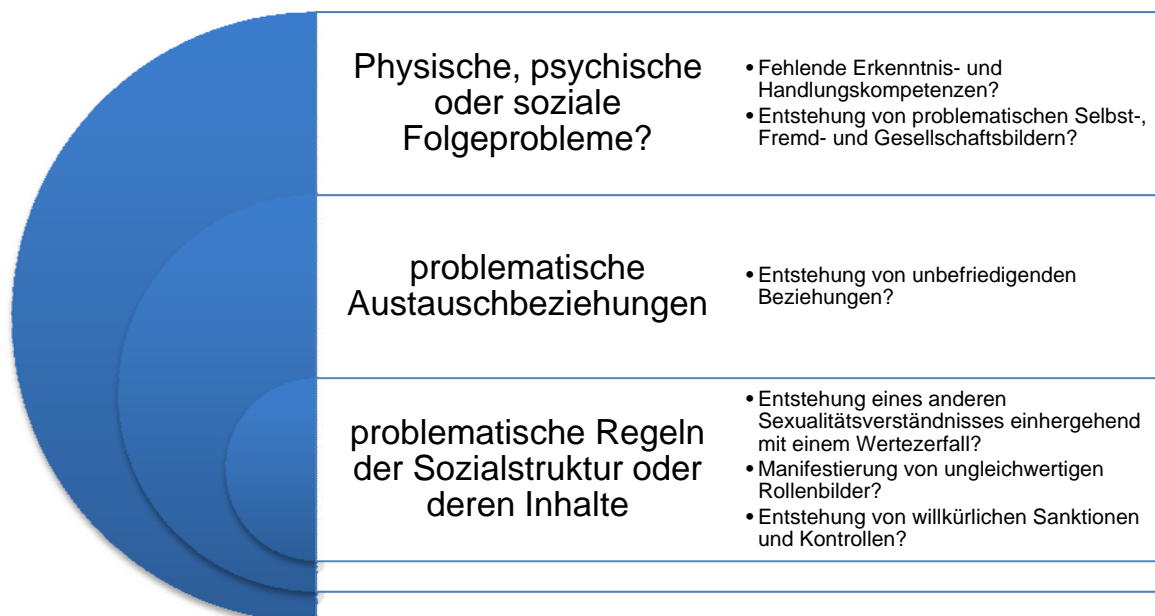 Physische, psychische
oder soziale
Folgeprobleme?
• Fehlende Erkenntnis- und
Handlungskompetenzen?
• Entstehung von problematischen Selbst-,
Fremd- und Gesellschaftsbildern?
problematische
Austauschbeziehungen
• Entstehung von unbefriedigenden
Beziehungen?
problematische Regeln
der Sozialstruktur oder
deren Inhalte
• Entstehung eines anderen
Sexualitätsverständnisses einhergehend
mit einem Wertezerfall?
• Manifestierung von ungleichwertigen
Rollenbilder?
• Entstehung von willkürlichen Sanktionen
und Kontrollen?